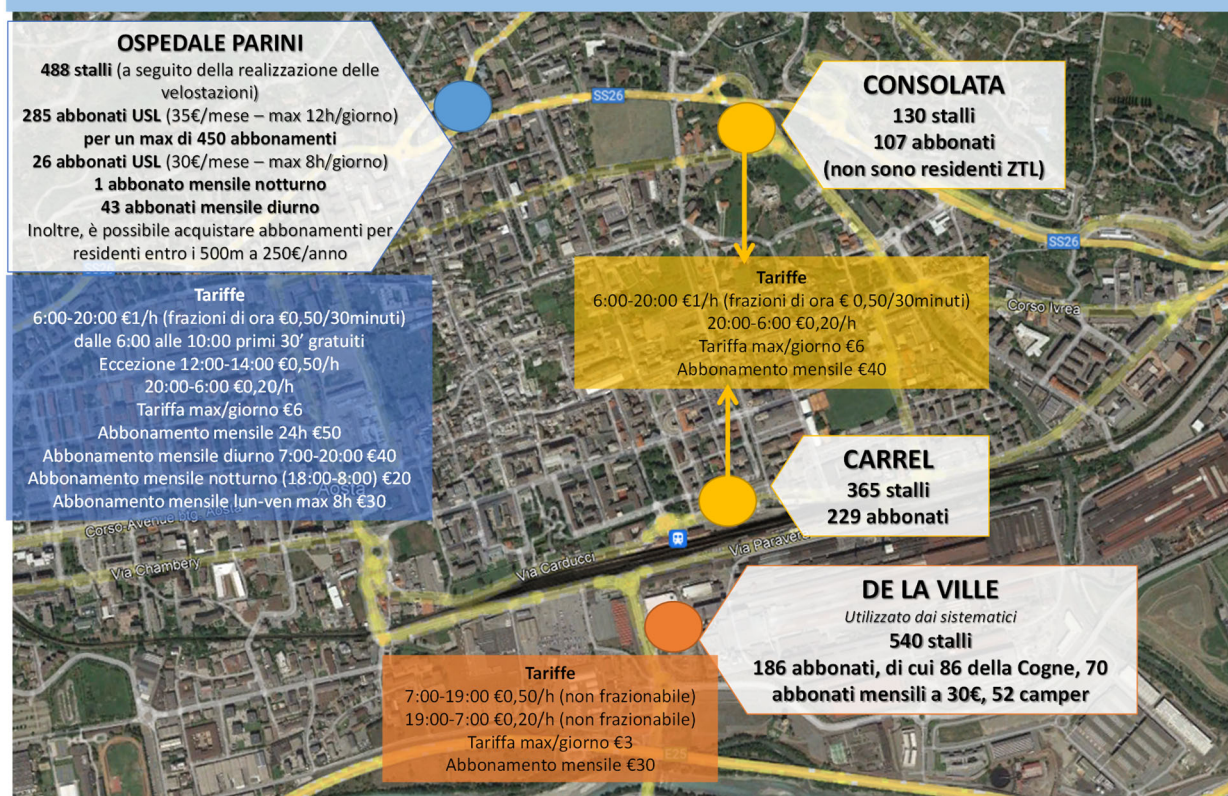 OSPEDALE PARINI
488 stalli (a seguito della realizzazione delle
velostazioni)
285 abbonati USL (35€/mese – max 12h/giorno)
per un max di 450 abbonamenti
26 abbonati USL (30€/mese – max 8h/giorno)
1 abbonato mensile notturno
43 abbonati mensile diurno
Inoltre, è possibile acquistare abbonamenti per
residenti entro i 500m a 250€/anno
Tariffe
6:00-20:00 €1/h (frazioni di ora €0,50/30minuti)
dalle 6:00 alle 10:00 primi 30’ gratuiti
Eccezione 12:00-14:00 €0,50/h
20:00-6:00 €0,20/h
Tariffa max/giorno €6
Abbonamento mensile 24h €50
Abbonamento mensile diurno 7:00-20:00 €40
Abbonamento mensile notturno (18:00-8:00) €20
Abbonamento mensile lun-ven max 8h €30
Aosta
SS26
CONSOLATA
130 stalli
107 abbonati
(non sono residenti ZTL)
SS26
Corso Ivrea
Tariffe
6:00-20:00 €1/h (frazioni di ora € 0,50/30minuti)
20:00-6:00 €0,20/h
Tariffa max/giorno €6
Abbonamento mensile €40
CARREL
365 stalli
229 abbonati
Via Chambery
Via Carducci
DE LA VILLE
Utilizzato dai sistematici
540 stalli
186 abbonati, di cui 86 della Cogne, 70
abbonati mensili a 30€, 52 camper
Tariffe
7:00-19:00 €0,50/h (non frazionabile)
19:00-7:00 €0,20/h (non frazionabile)
Tariffa max/giorno €3
Abbonamento mensile €30
E25